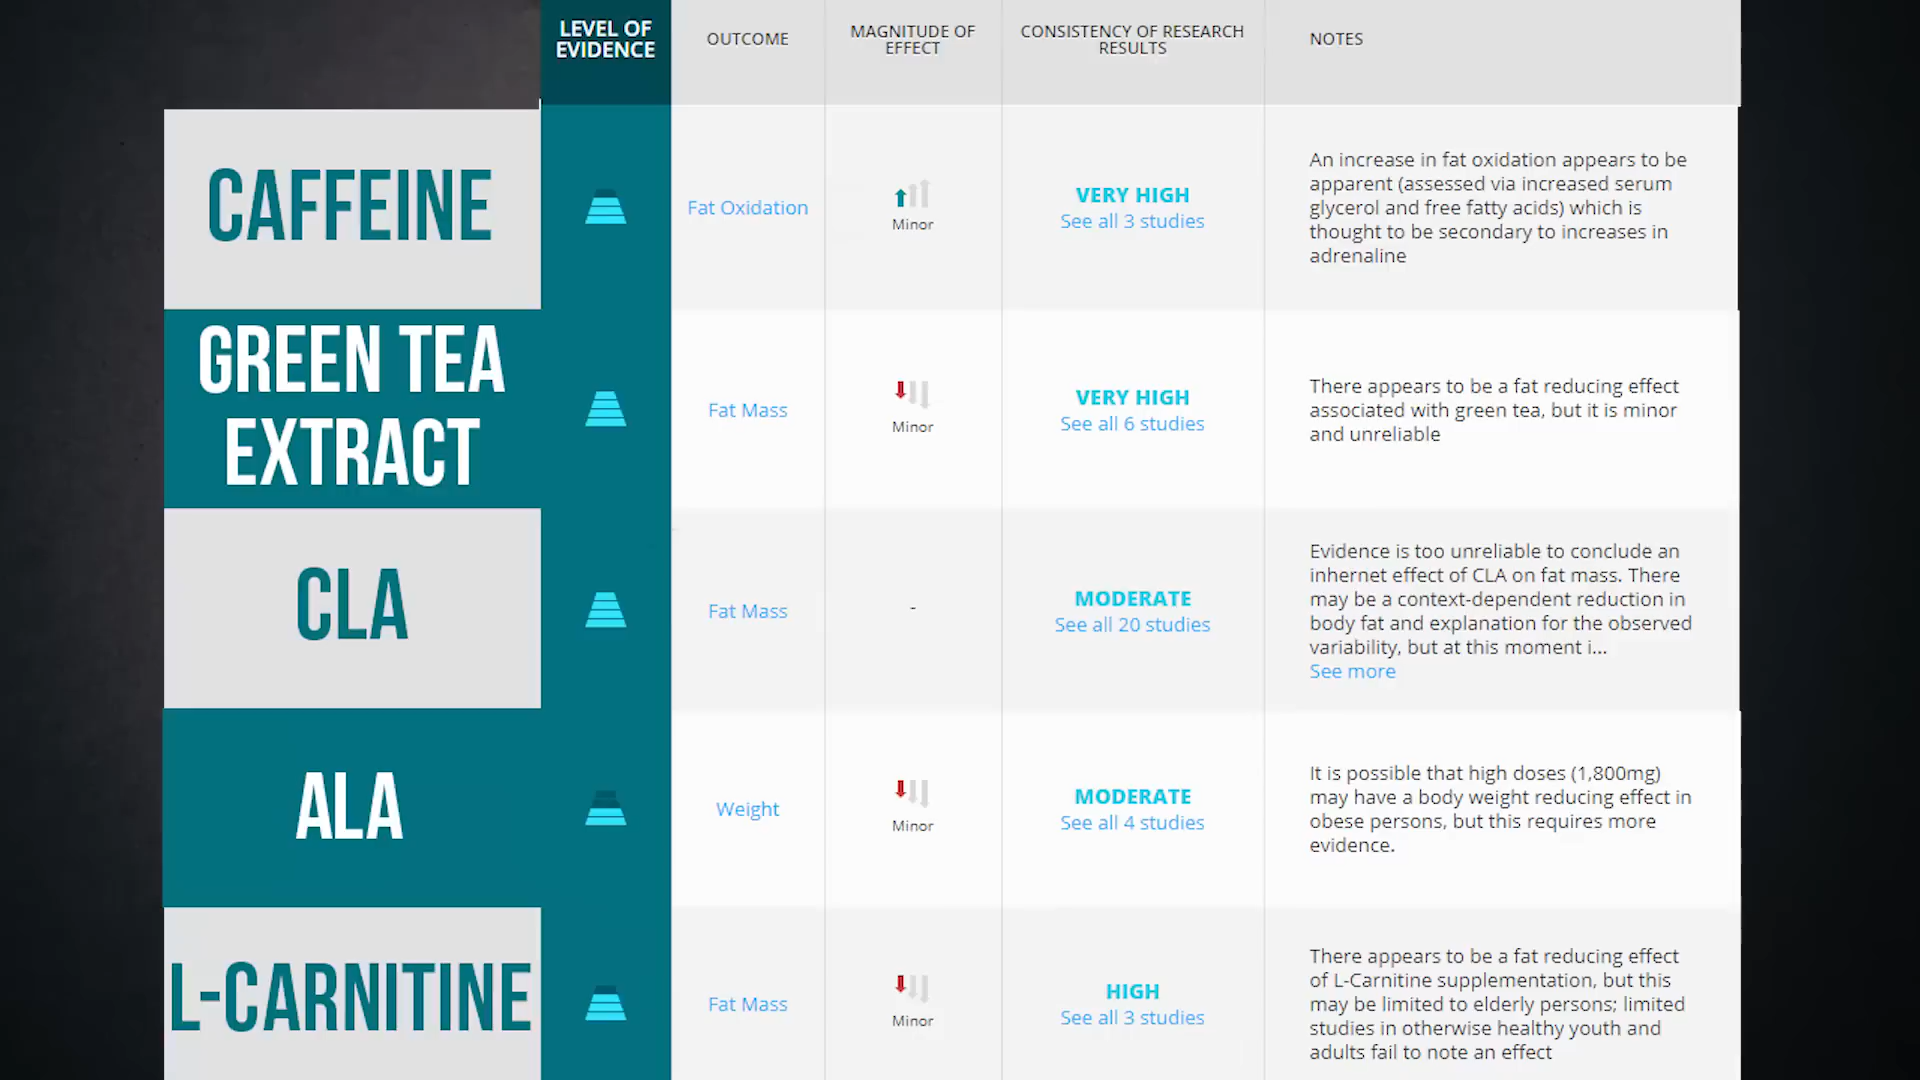 LEVEL OF
EVIDENCE
OUTCOME
MAGNITUDE OF
EFFECT
CONSISTENCY OF RESEARCH
RESULTS
NOTES
CAFFEINE
Fat Oxidation
Minor
VERY HIGH
See all 3 studies
An increase in fat oxidation appears to be
apparent (assessed via increased serum
glycerol and free fatty acids) which is
thought to be secondary to increases in
adrenaline
GREEN TEA
EXTRACT
Fat Mass
Minor
VERY HIGH
See all 6 studies
There appears to be a fat reducing effect
associated with green tea, but it is minor
and unreliable
CLA
Fat Mass
-
MODERATE
See all 20 studies
Evidence is too unreliable to conclude an
inhernet effect of CLA on fat mass. There
may be a context-dependent reduction in
body fat and explanation for the observed
variability, but at this moment i...
See more
ALA
Weight
Minor
MODERATE
See all 4 studies
It is possible that high doses (1,800mg)
may have a body weight reducing effect in
obese persons, but this requires more
evidence.
L-CARNITINE
Fat Mass
Minor
HIGH
See all 3 studies
There appears to be a fat reducing effect
of L-Carnitine supplementation, but this
may be limited to elderly persons; limited
studies in otherwise healthy youth and
adults fail to note an effect